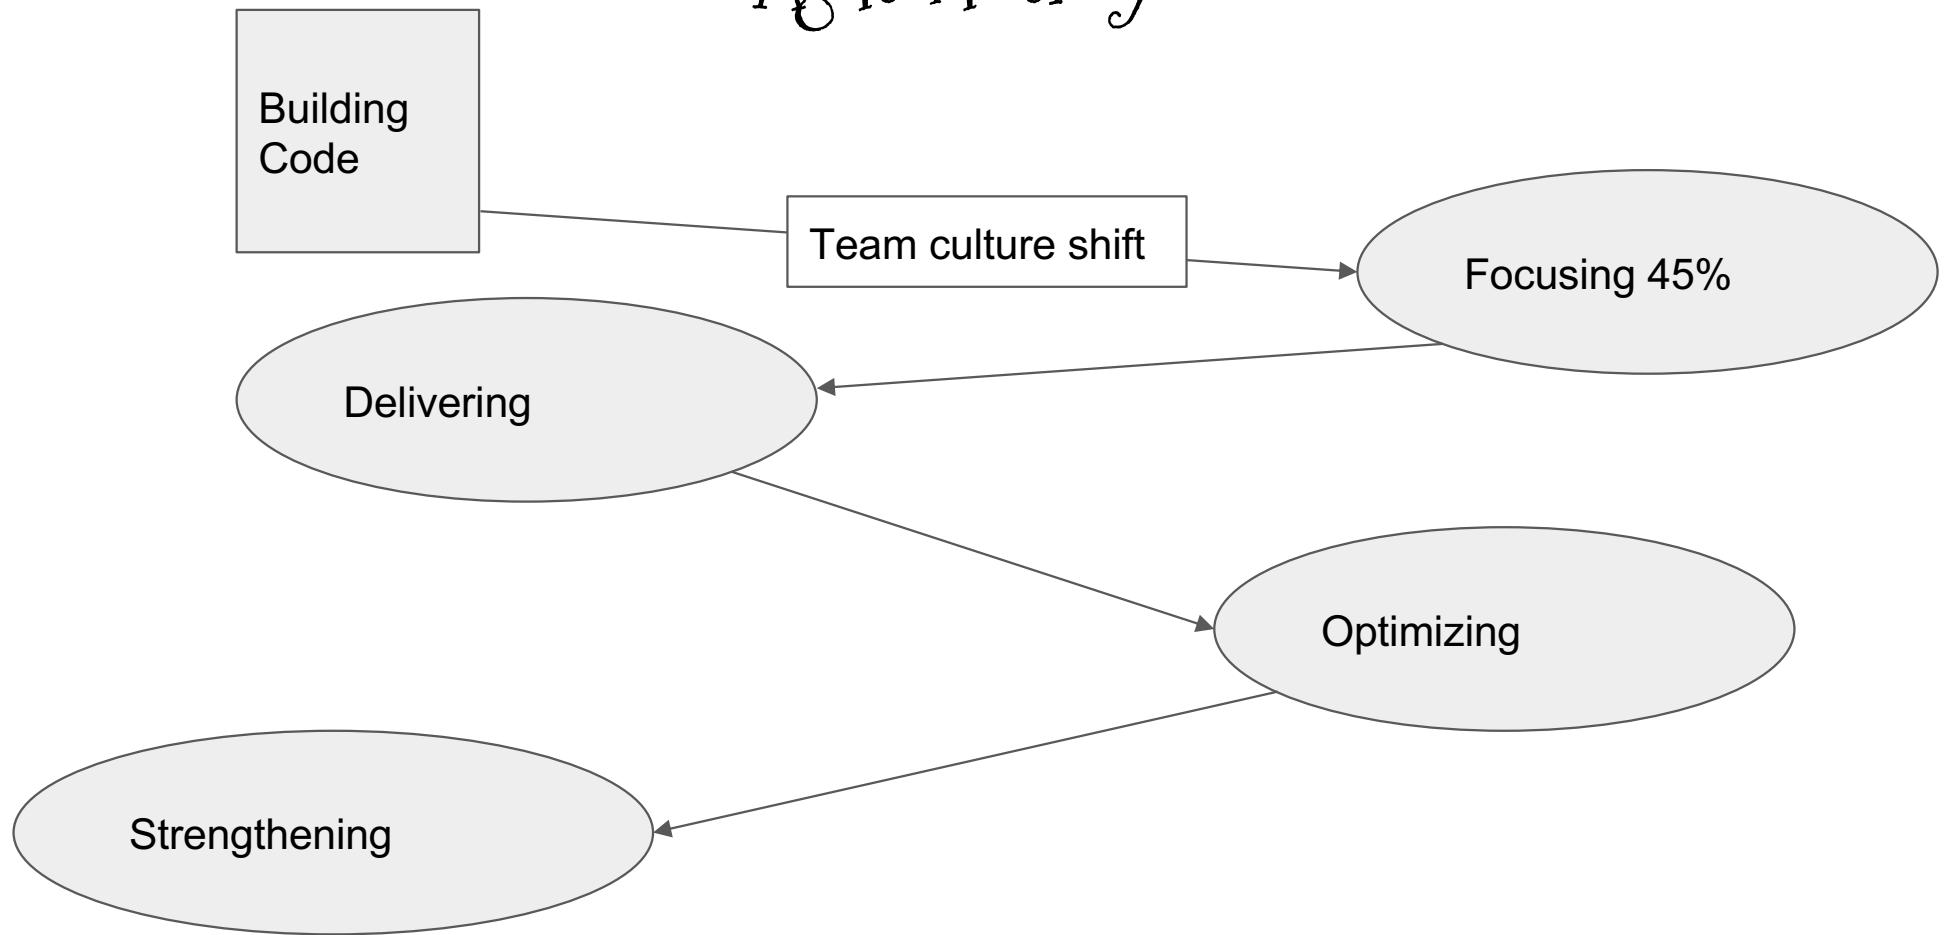 Building
Code
Team culture shift
Focusing 45%
Delivering
Optimizing
Strengthening